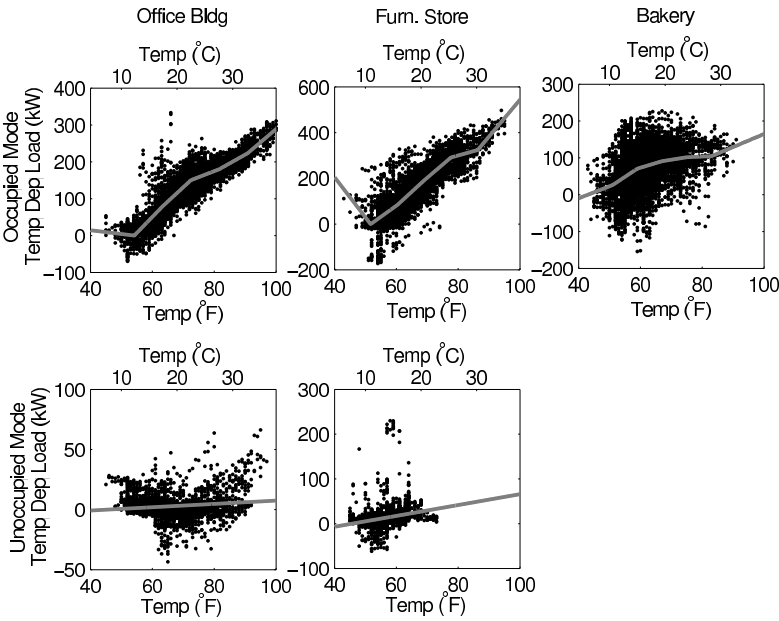 Office Bldg Furn. Store Bakery
Temp (°C) Temp (°C) Temp (°C)
10 20 30 10 20 30 10 20 30
400 600 300
300 400 200
200 200 100
100 0 0
0 −100
−100 −200 −200
40 60 80 100 40 60 80 100 40 60 80 100
Temp (°F) Temp (°F) Temp (°F)
Occupied Mode
Temp Dep Load (kW)
Temp (°C) Temp (°C)
10 20 30 10 20 30
100 300
50 200
0 100
0
−50 −100
40 60 80 100 40 60 80 100
Temp (°F) Temp (°F)
Unoccupied Mode
Temp Dep Load (kW)